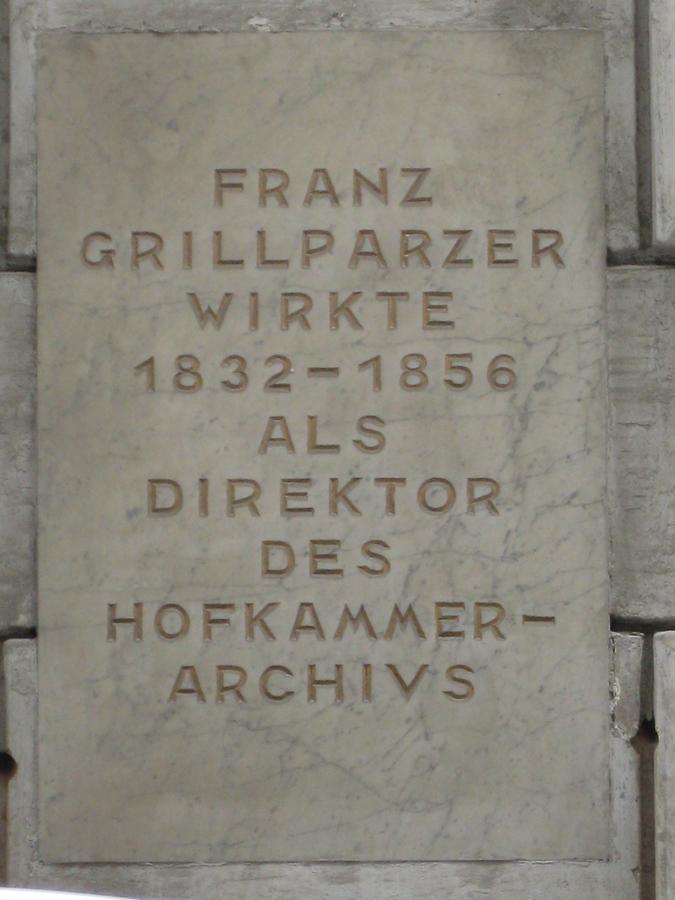 FRANZ
GRILLPARZER
WIRKTE
1832-1856
ALS
DIREKTOR
DES
HOFKAMMER-
ARCHIVS